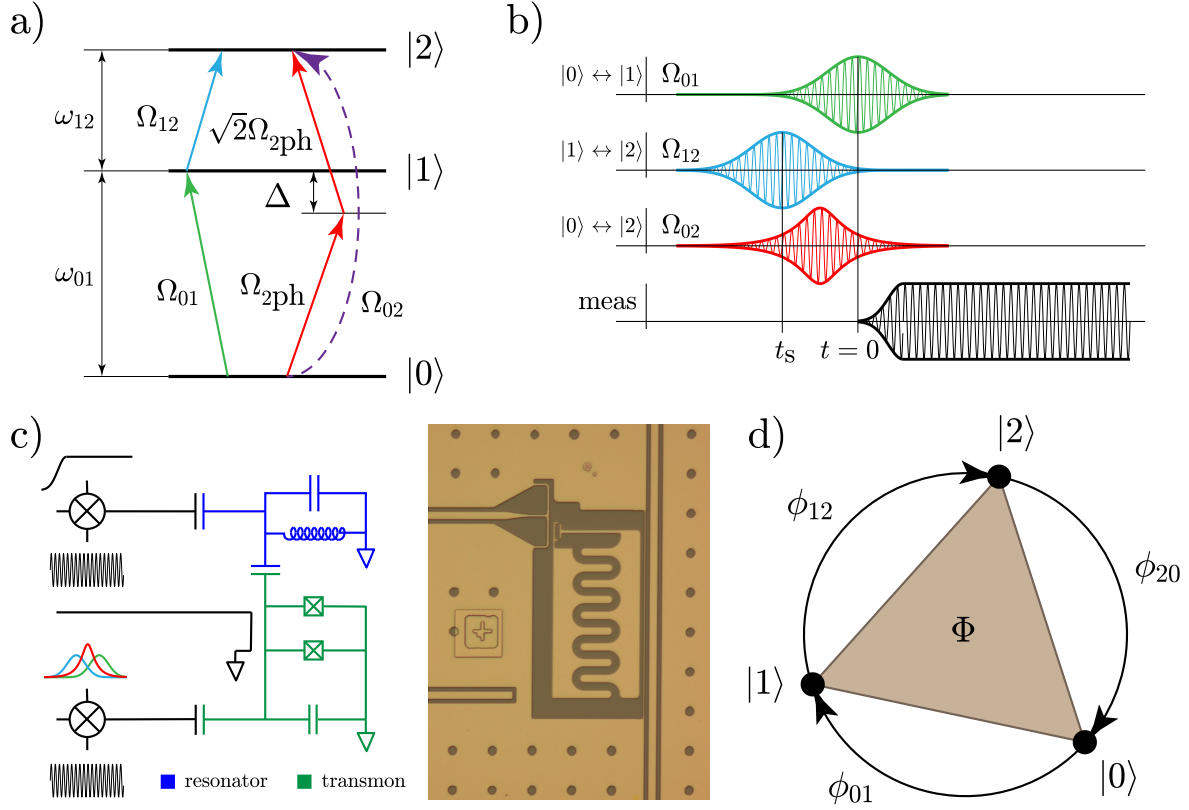 a)
|2⟩
ω₁₂
Ω₁₂
√2Ω₂ph
|1⟩
Δ
ω₀₁
Ω₀₁
Ω₂ph
Ω₀₂
|0⟩
b)
|0⟩ ↔ |1⟩ Ω₀₁
|1⟩ ↔ |2⟩ Ω₁₂
|0⟩ ↔ |2⟩ Ω₀₂
meas
tₛ t = 0
c)
resonator transmon
d)
|2⟩
ϕ₁₂
ϕ₂₀
Φ
|1⟩
|0⟩
ϕ₀₁